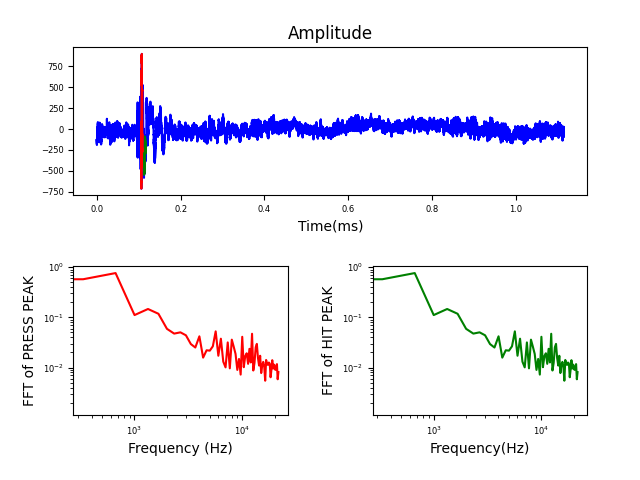 Amplitude
750
500
250
0
−250
−500
−750
0.0 0.2 0.4 0.6 0.8 1.0
Time(ms)
FFT of PRESS PEAK
10⁰
10⁻¹
10⁻²
10³ 10⁴
Frequency (Hz)
FFT of HIT PEAK
10⁰
10⁻¹
10⁻²
10³ 10⁴
Frequency(Hz)